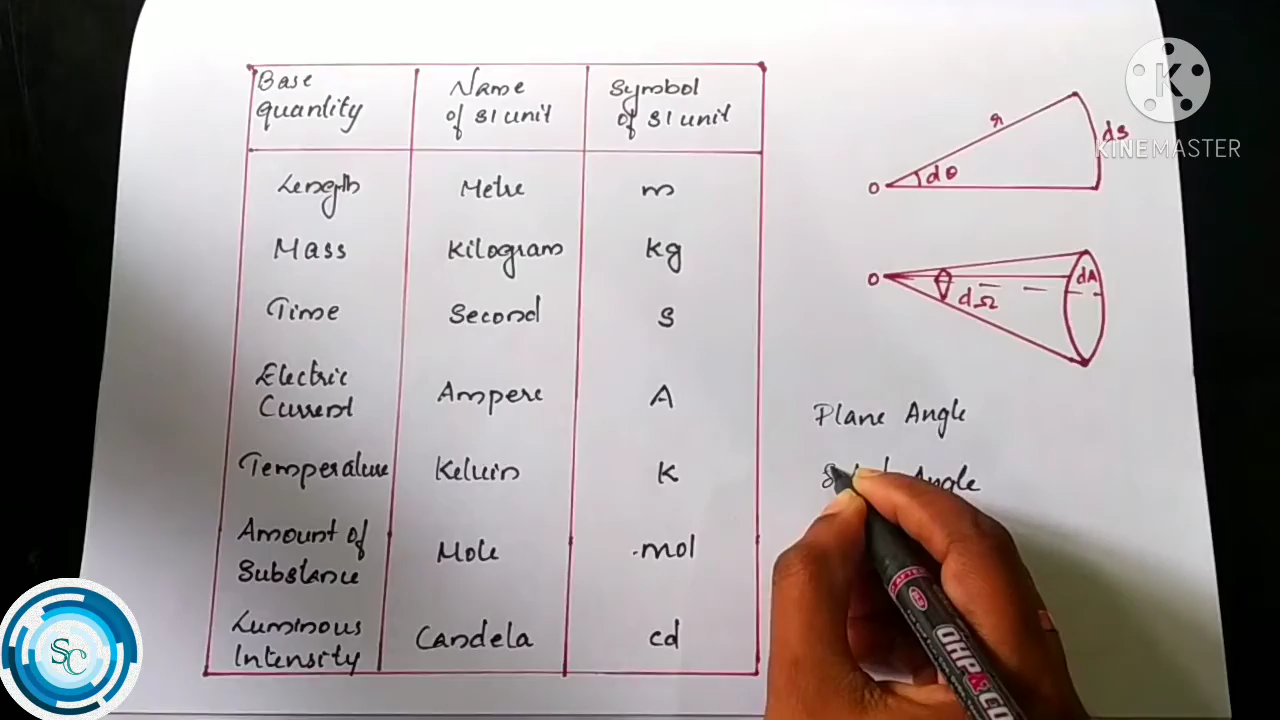 Base quantity
Name of SI unit
Symbol of SI unit
Length Metre m
Mass Kilogram kg
Time Second s
Electric Current Ampere A
Temperature Kelvin K
Amount of Substance Mole mol
Luminous Intensity Candela cd
r
ds
O dθ
O dΩ dA
Plane Angle
Angle
K
KINEMASTER
SC
OHP &